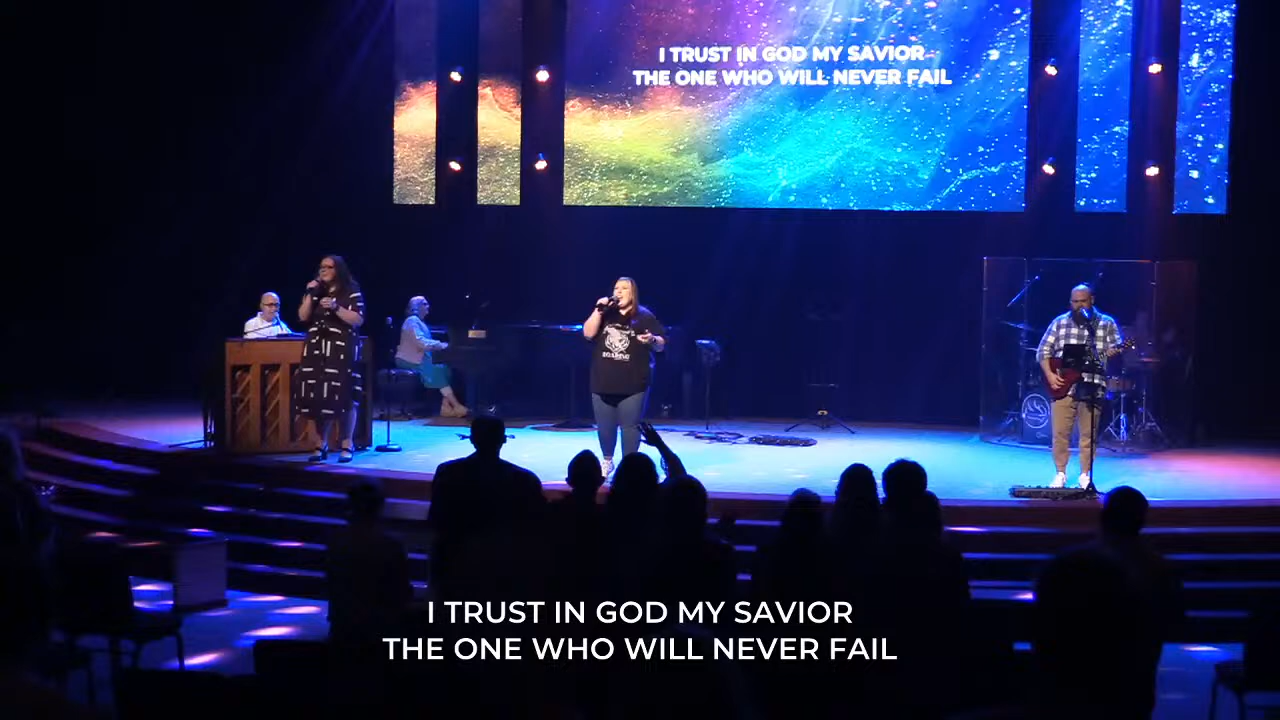 I TRUST IN GOD MY SAVIOR
THE ONE WHO WILL NEVER FAIL
ROARING
I TRUST IN GOD MY SAVIOR
THE ONE WHO WILL NEVER FAIL